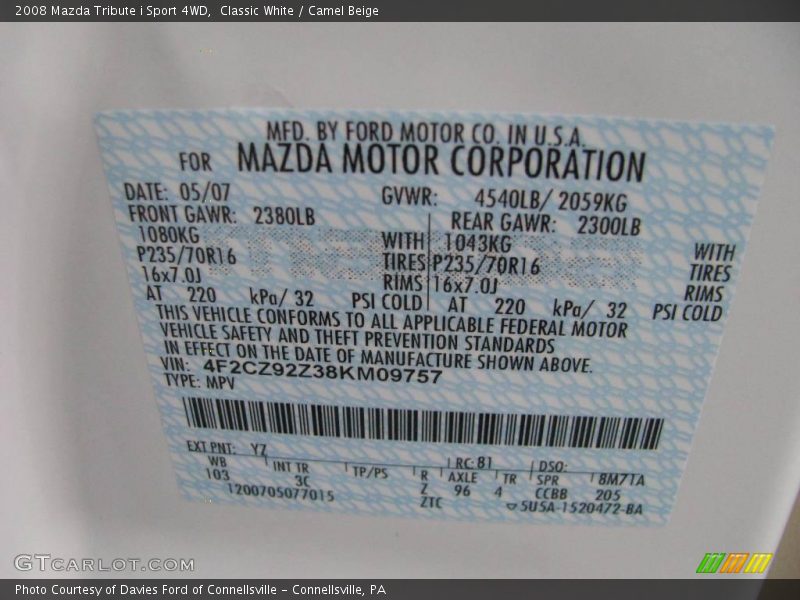 2008 Mazda Tribute i Sport 4WD,  Classic White / Camel Beige
MFD. BY FORD MOTOR CO. IN U.S.A.
FOR MAZDA MOTOR CORPORATION
DATE: 05/07 GVWR: 4540LB/ 2059KG
FRONT GAWR: 2380LB REAR GAWR: 2300LB
1080KG WITH 1043KG WITH
P235/70R16 TIRES P235/70R16 TIRES
16x7.0J RIMS 16x7.0J RIMS
AT 220 kPa/ 32 PSI COLD AT 220 kPa/ 32 PSI COLD
THIS VEHICLE CONFORMS TO ALL APPLICABLE FEDERAL MOTOR
VEHICLE SAFETY AND THEFT PREVENTION STANDARDS
IN EFFECT ON THE DATE OF MANUFACTURE SHOWN ABOVE.
VIN: 4F2CZ92Z38KM09757
TYPE: MPV
EXT PNT: YZ RC: 81 DSO:
WB INT TR TP/PS R AXLE TR SPR 8M7TA
103 3C Z 96 4 CCBB 205
1200705077015 ZTC 5U5A-1520472-BA
GTCARLOT.COM
Photo Courtesy of Davies Ford of Connellsville – Connellsville, PA